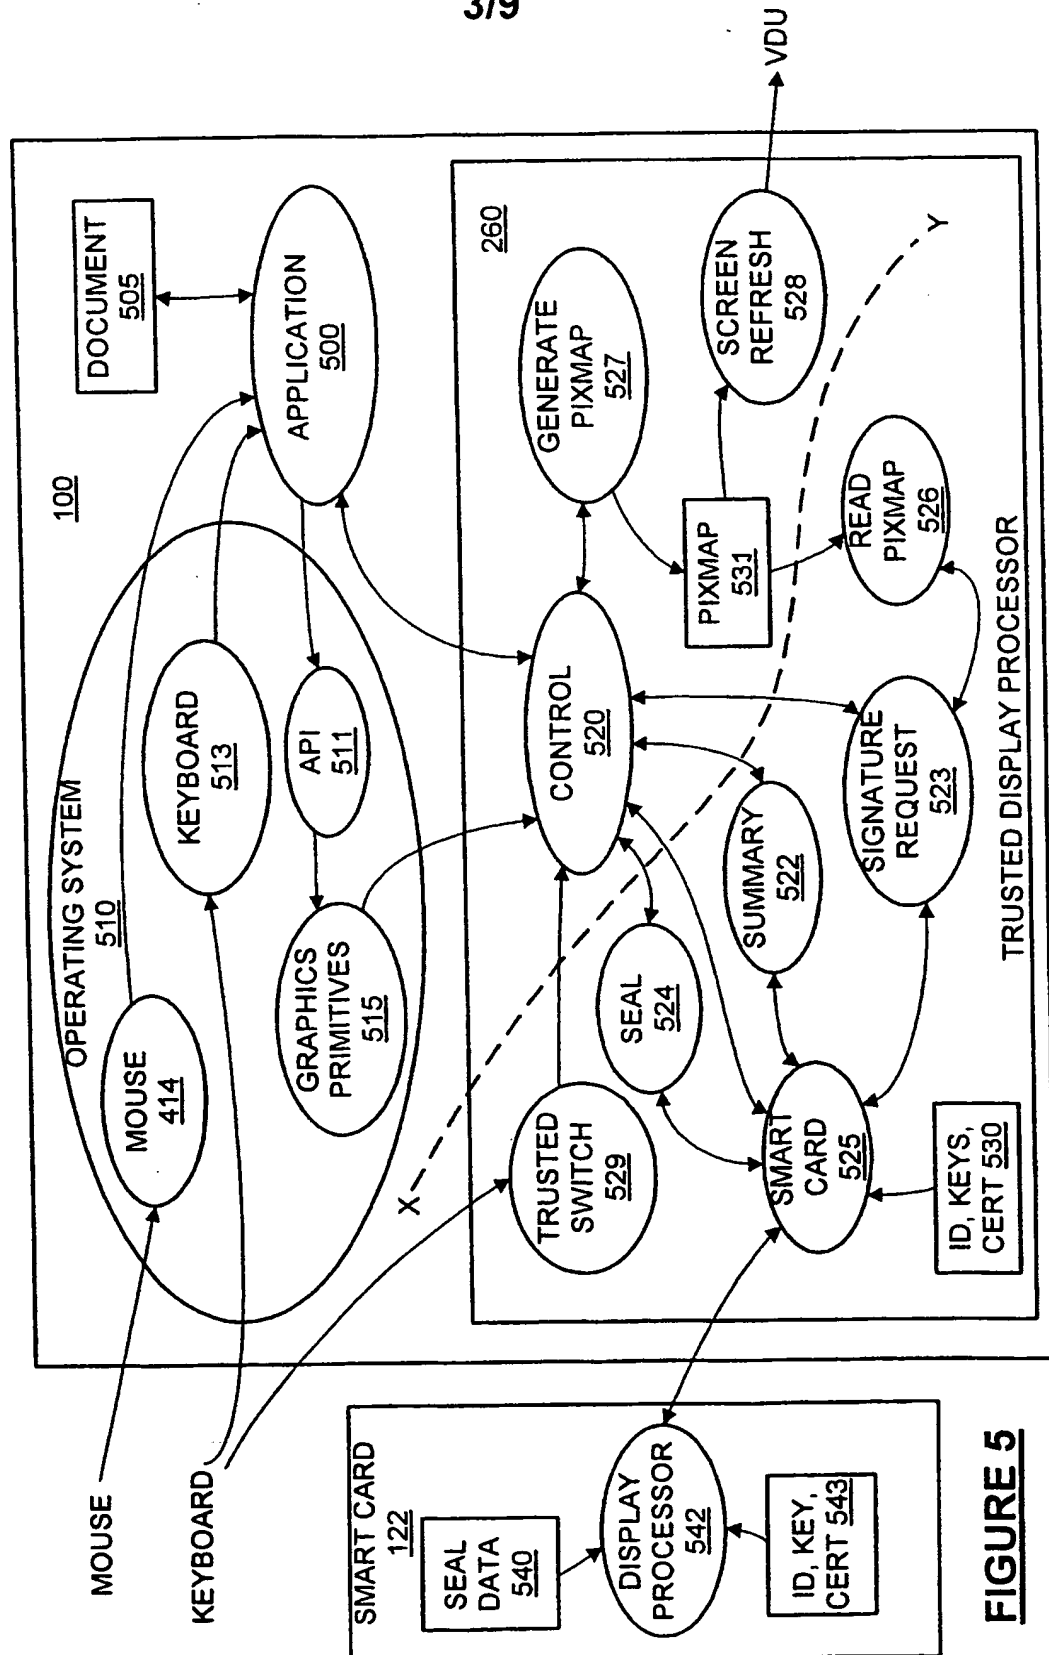 3/9
MOUSE
KEYBOARD
SMART CARD
122
SEAL
DATA
540
DISPLAY
PROCESSOR
542
ID, KEY,
CERT 543
100
OPERATING SYSTEM
510
MOUSE
414
KEYBOARD
513
API
511
GRAPHICS
PRIMITIVES
515
DOCUMENT
505
APPLICATION
500
260
X
TRUSTED
SWITCH
529
CONTROL
520
GENERATE
PIXMAP
527
SEAL
524
PIXMAP
531
SCREEN
REFRESH
528
VDU
SMART
CARD
525
SUMMARY
522
SIGNATURE
REQUEST
523
READ
PIXMAP
526
Y
ID, KEYS,
CERT 530
TRUSTED DISPLAY PROCESSOR
FIGURE 5